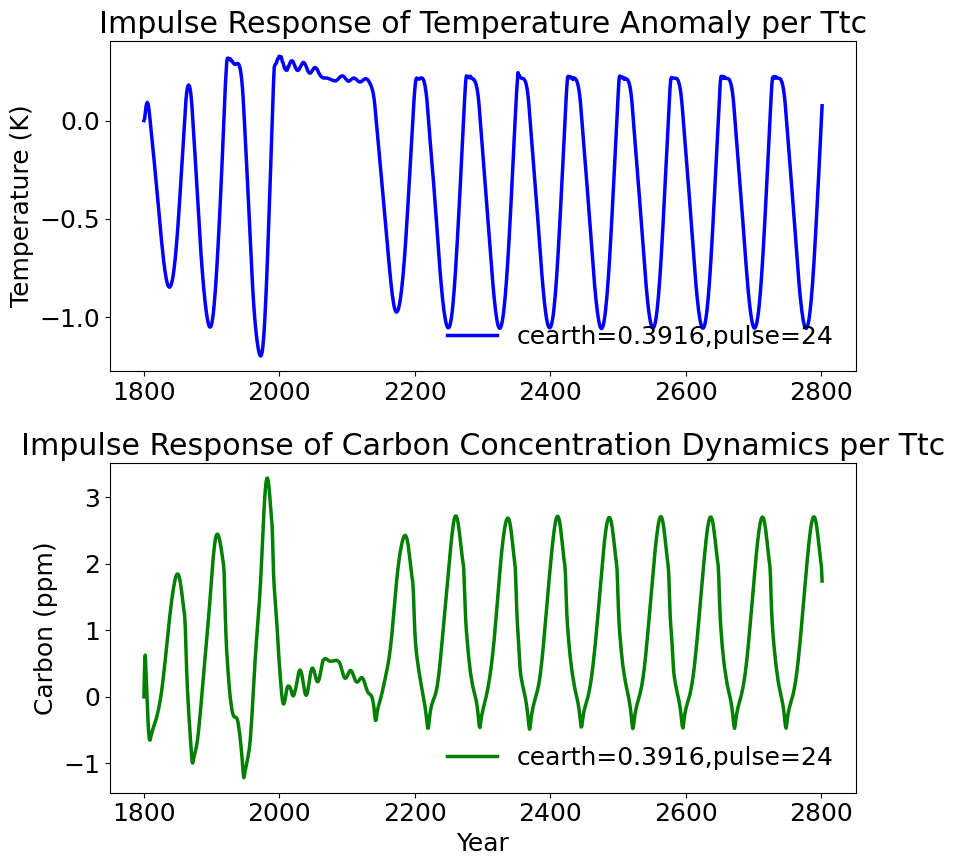 Impulse Response of Temperature Anomaly per Ttc
Temperature (K)
0.0
−0.5
−1.0
cearth=0.3916,pulse=24
1800 2000 2200 2400 2600 2800
Impulse Response of Carbon Concentration Dynamics per Ttc
Carbon (ppm)
3
2
1
0
−1
cearth=0.3916,pulse=24
1800 2000 2200 2400 2600 2800
Year